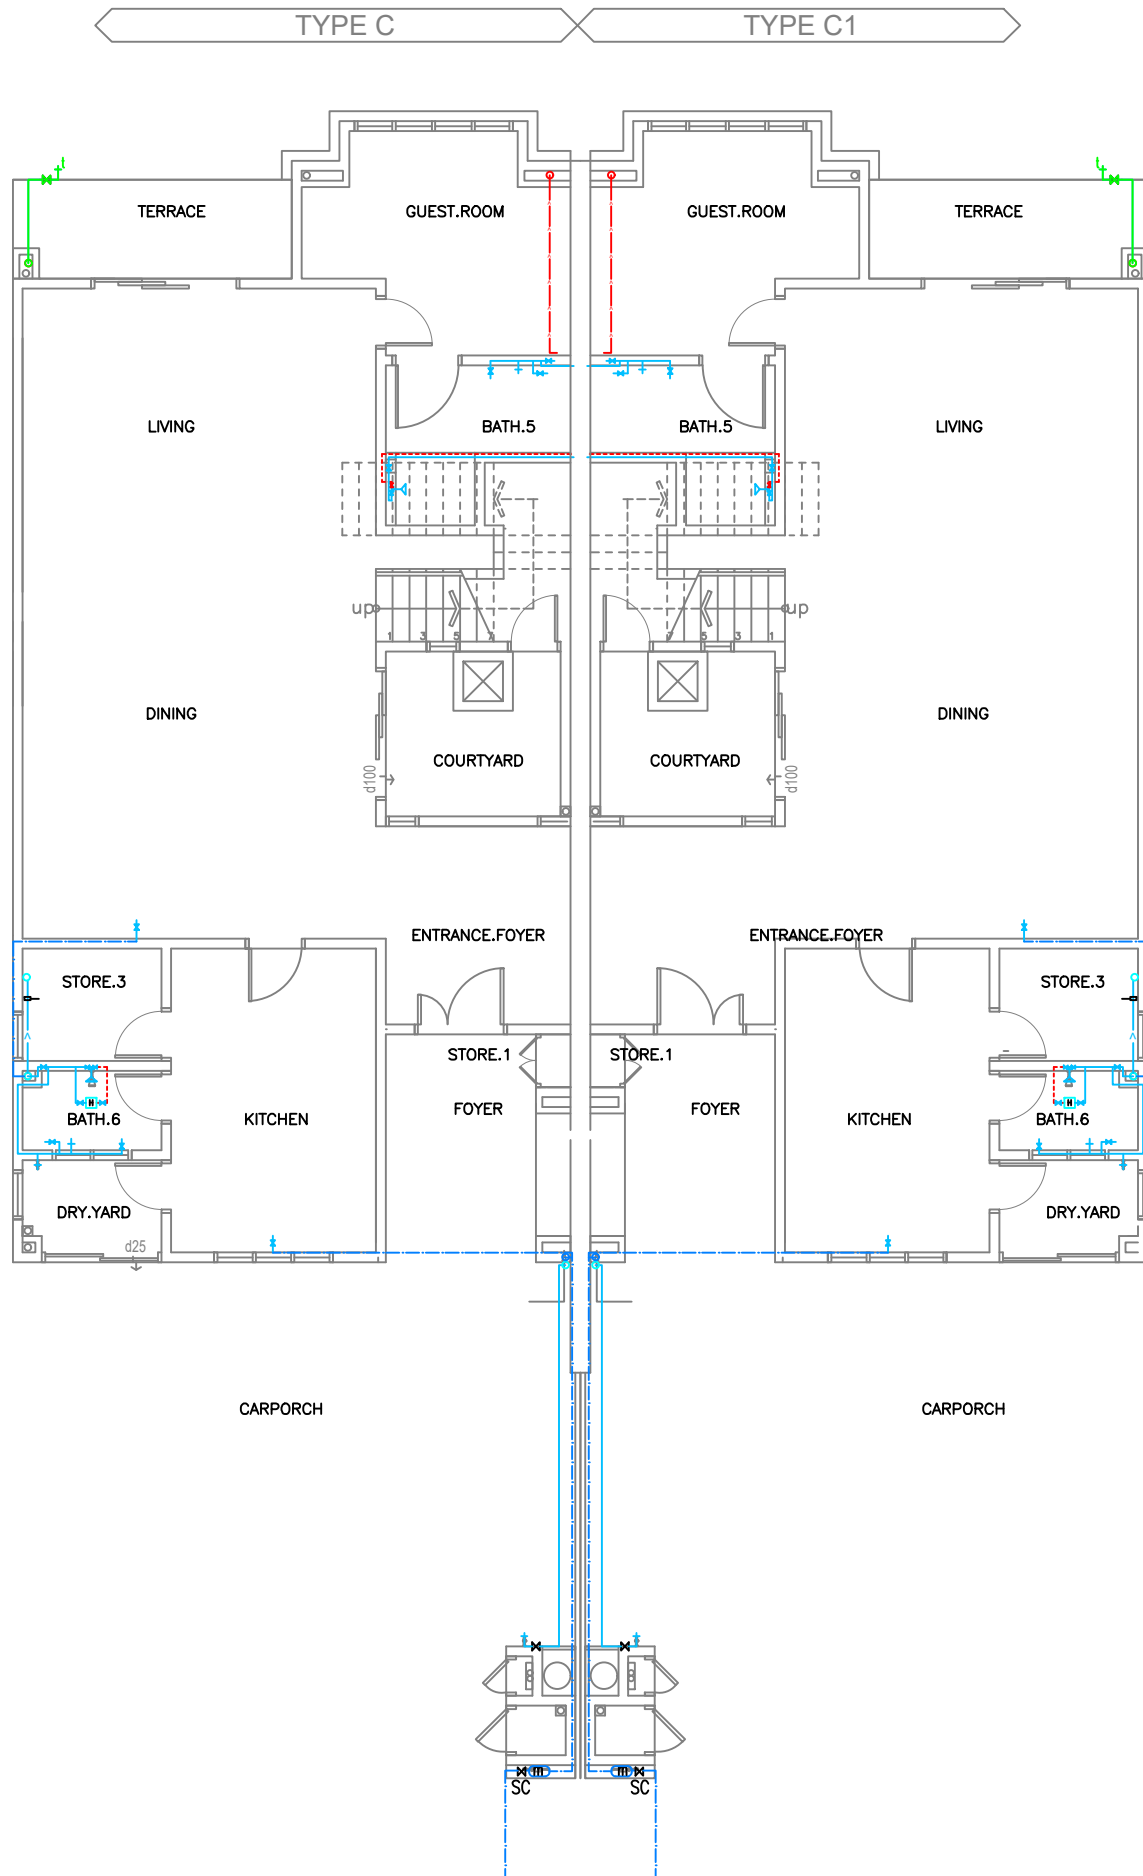 TYPE C
TYPE C1
t
t
TERRACE
GUEST.ROOM
GUEST.ROOM
TERRACE
LIVING
BATH.5
BATH.5
LIVING
up
up
1 3 5 7
7 5 3 1
DINING
DINING
COURTYARD
COURTYARD
d100
d100
ENTRANCE.FOYER
ENTRANCE.FOYER
STORE.3
STORE.3
STORE.1
STORE.1
FOYER
FOYER
H
H
BATH.6
KITCHEN
KITCHEN
BATH.6
DRY.YARD
DRY.YARD
d25
CARPORCH
CARPORCH
m
m
SC
SC